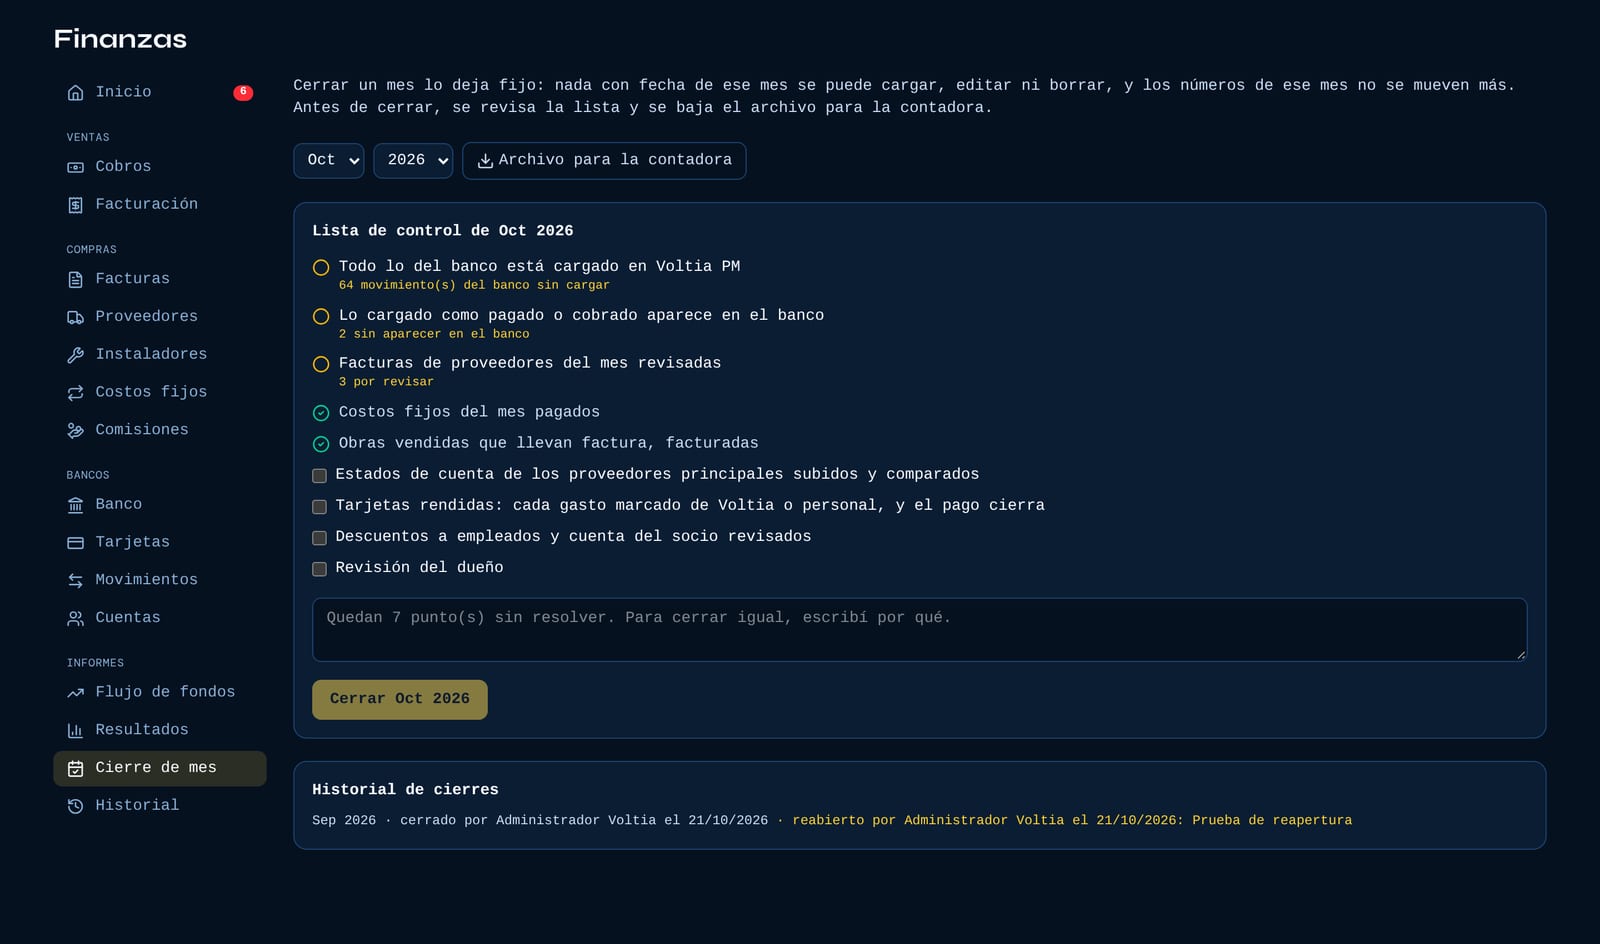 Finanzas
Inicio
6
VENTAS
Cobros
Facturación
COMPRAS
Facturas
Proveedores
Instaladores
Costos fijos
Comisiones
BANCOS
Banco
Tarjetas
Movimientos
Cuentas
INFORMES
Flujo de fondos
Resultados
Cierre de mes
Historial
Cerrar un mes lo deja fijo: nada con fecha de ese mes se puede cargar, editar ni borrar, y los números de ese mes no se mueven más.
Antes de cerrar, se revisa la lista y se baja el archivo para la contadora.
Oct
2026
Archivo para la contadora
Lista de control de Oct 2026
Todo lo del banco está cargado en Voltia PM
64 movimiento(s) del banco sin cargar
Lo cargado como pagado o cobrado aparece en el banco
2 sin aparecer en el banco
Facturas de proveedores del mes revisadas
3 por revisar
Costos fijos del mes pagados
Obras vendidas que llevan factura, facturadas
Estados de cuenta de los proveedores principales subidos y comparados
Tarjetas rendidas: cada gasto marcado de Voltia o personal, y el pago cierra
Descuentos a empleados y cuenta del socio revisados
Revisión del dueño
Quedan 7 punto(s) sin resolver. Para cerrar igual, escribí por qué.
Cerrar Oct 2026
Historial de cierres
Sep 2026 · cerrado por Administrador Voltia el 21/10/2026 · reabierto por Administrador Voltia el 21/10/2026: Prueba de reapertura